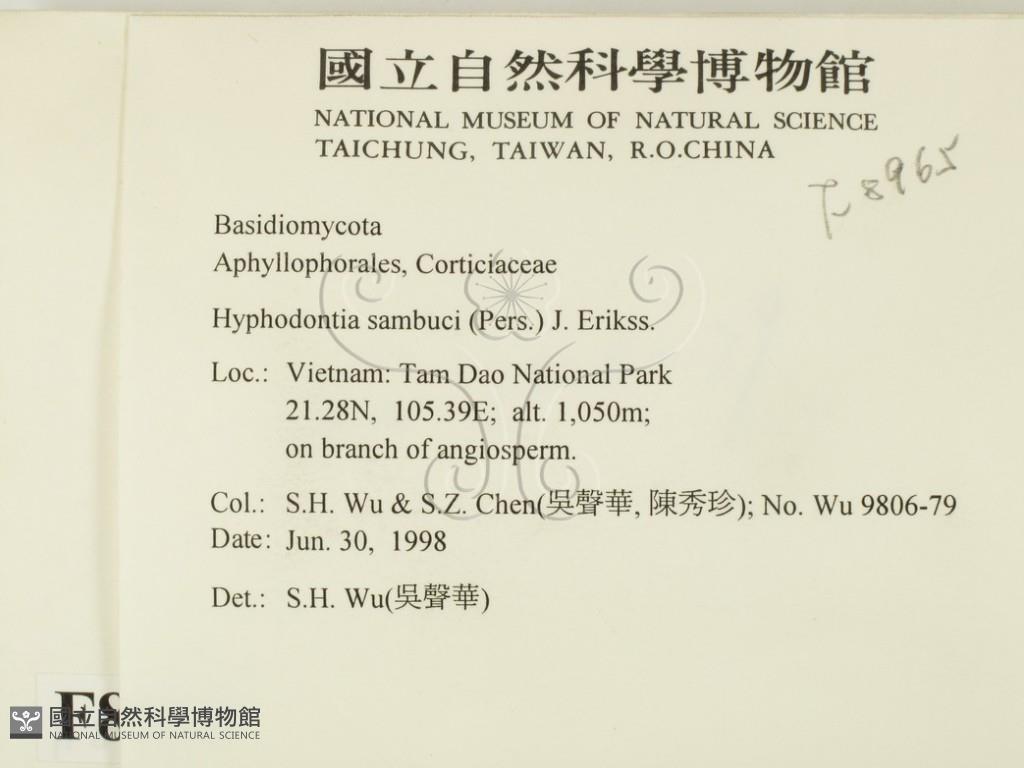 國立自然科學博物館
NATIONAL MUSEUM OF NATURAL SCIENCE
TAICHUNG, TAIWAN, R.O.CHINA
F8965
Basidiomycota
Aphyllophorales, Corticiaceae
Hyphodontia sambuci (Pers.) J. Erikss.
Loc.: Vietnam: Tam Dao National Park
21.28N, 105.39E; alt. 1,050m;
on branch of angiosperm.
Col.: S.H. Wu & S.Z. Chen(吳聲華, 陳秀珍); No. Wu 9806-79
Date: Jun. 30, 1998
Det.: S.H. Wu(吳聲華)
F8
國立自然科學博物館
NATIONAL MUSEUM OF NATURAL SCIENCE